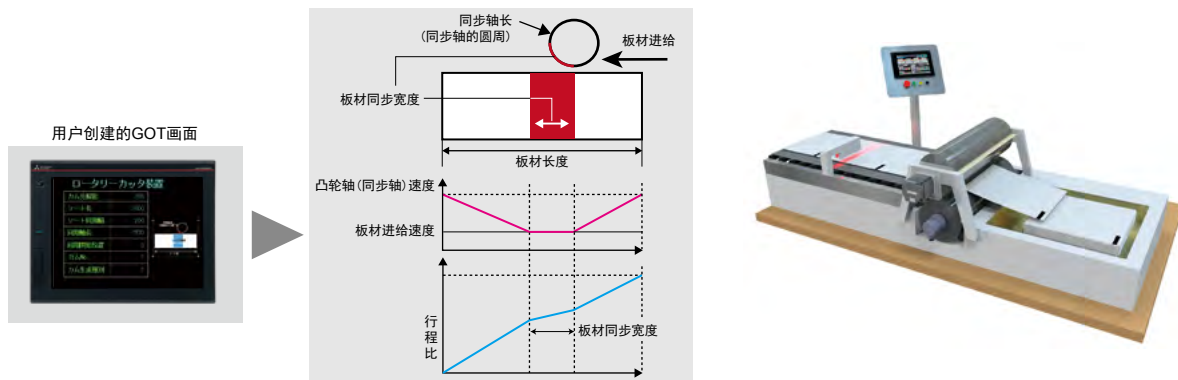 用户创建的GOT画面
ロータリーカッタ装置
同步轴长
(同步轴的圆周)
板材进给
板材同步宽度
板材长度
凸轮轴(同步轴)速度
板材进给速度
行程比
板材同步宽度